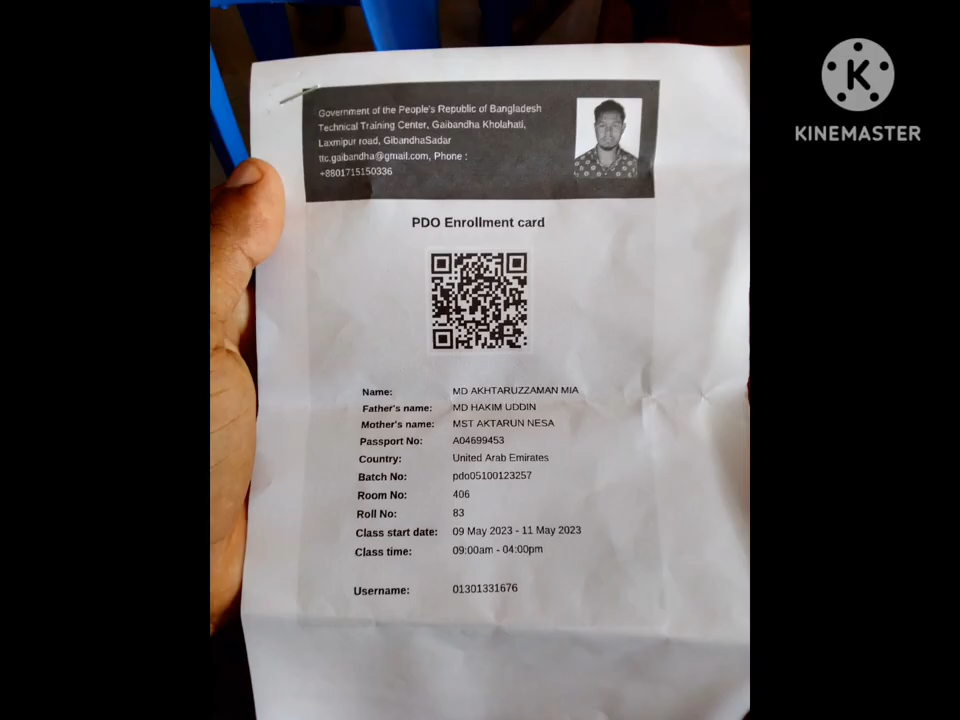 Government of the People's Republic of Bangladesh
Technical Training Center, Gaibandha Kholahati,
Laxmipur road, GibandhaSadar
ttc.gaibandha@gmail.com, Phone :
+8801715150336
PDO Enrollment card
Name: MD AKHTARUZZAMAN MIA
Father's name: MD HAKIM UDDIN
Mother's name: MST AKTARUN NESA
Passport No: A04699453
Country: United Arab Emirates
Batch No: pdo05100123257
Room No: 406
Roll No: 83
Class start date: 09 May 2023 - 11 May 2023
Class time: 09:00am - 04:00pm
Username: 01301331676
K
KINEMASTER